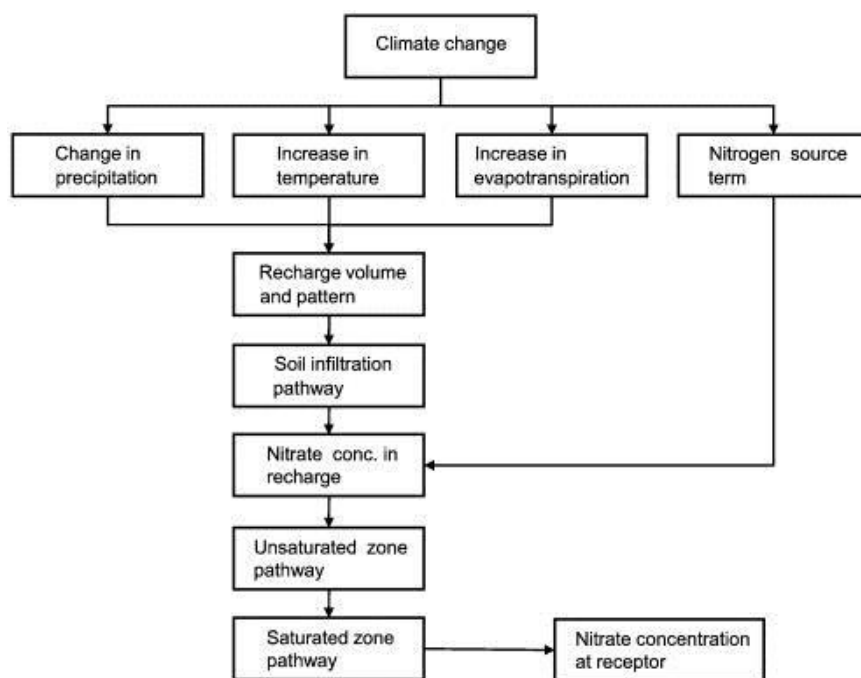 Climate change
Change in
precipitation
Increase in
temperature
Increase in
evapotranspiration
Nitrogen source
term
Recharge volume
and pattern
Soil infiltration
pathway
Nitrate conc. in
recharge
Unsaturated zone
pathway
Saturated zone
pathway
Nitrate concentration
at receptor